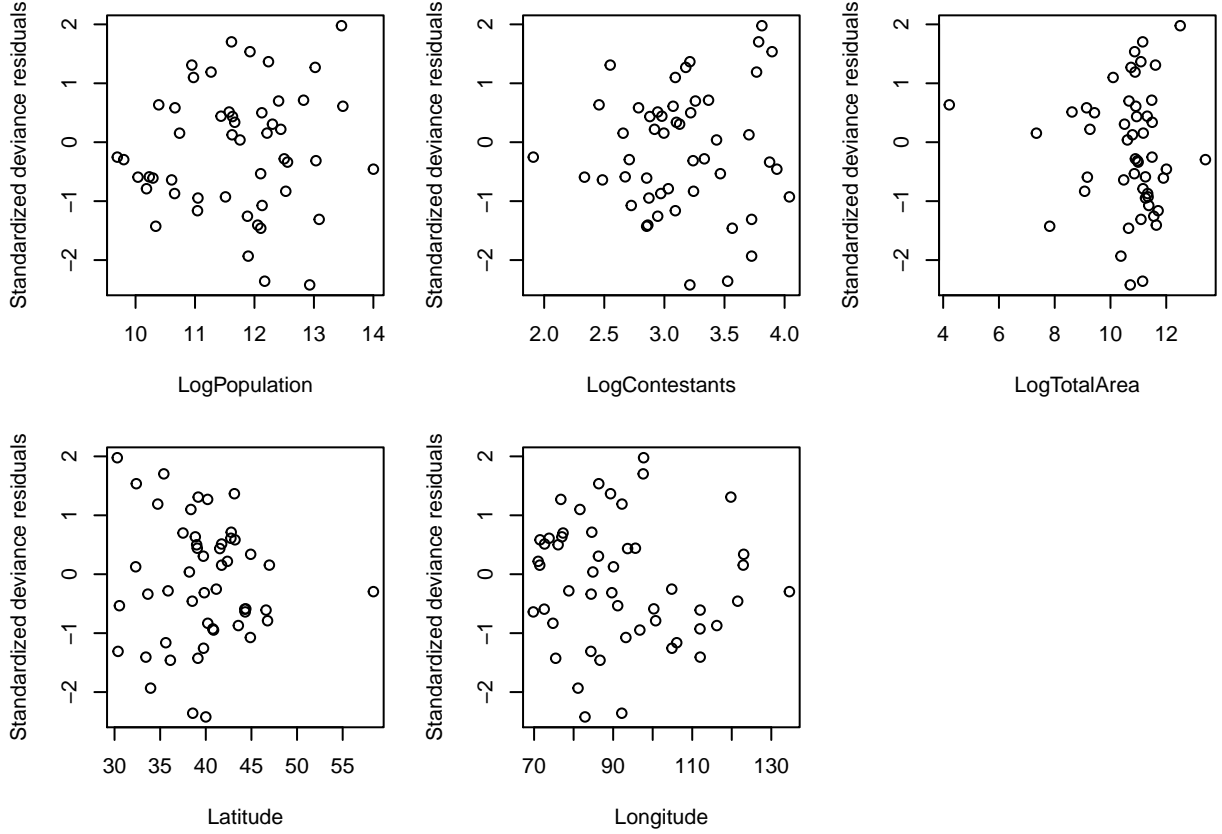 Standardized deviance residuals
2
1
0
−1
−2
10 11 12 13 14
LogPopulation
Standardized deviance residuals
2
1
0
−1
−2
2.0 2.5 3.0 3.5 4.0
LogContestants
Standardized deviance residuals
2
1
0
−1
−2
4 6 8 10 12
LogTotalArea
Standardized deviance residuals
2
1
0
−1
−2
30 35 40 45 50 55
Latitude
Standardized deviance residuals
2
1
0
−1
−2
70 90 110 130
Longitude